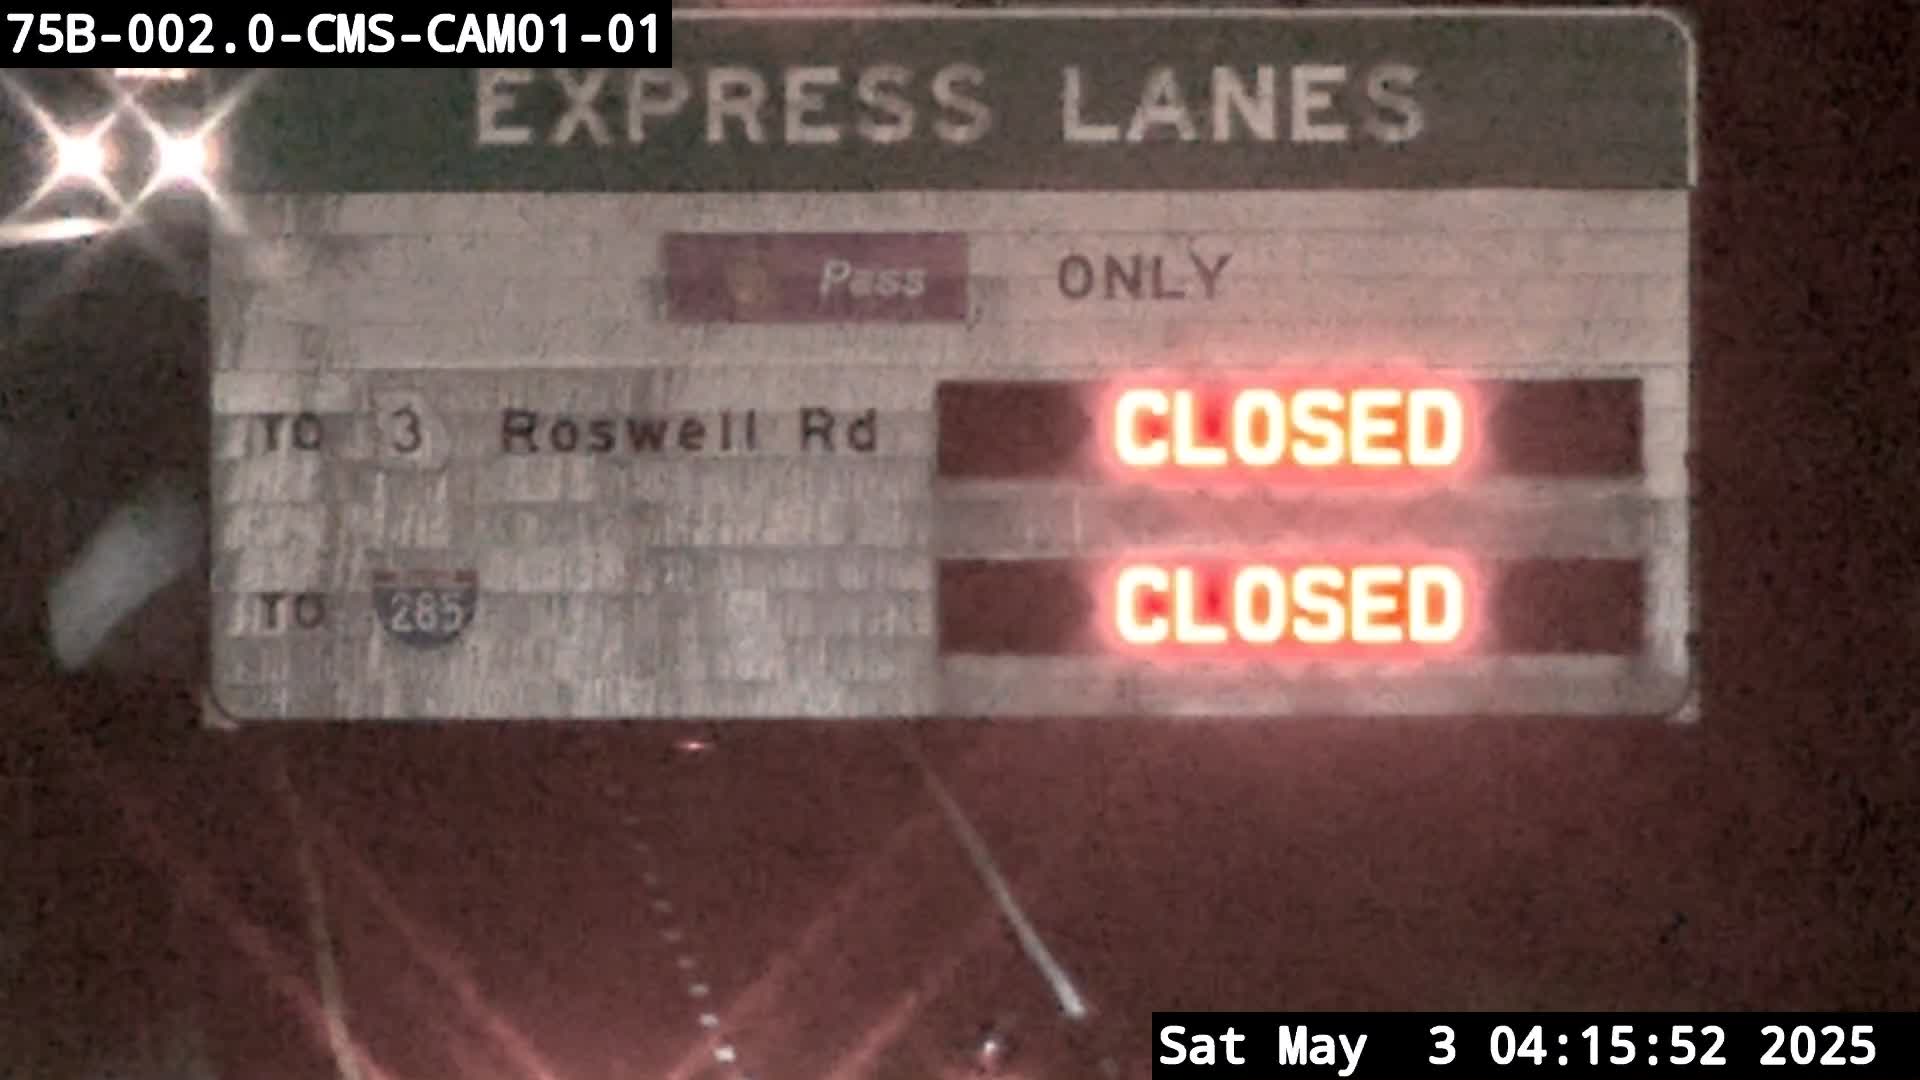 75B-002.0-CMS-CAM01-01
EXPRESS LANES
Pass ONLY
TO 3 Roswell Rd CLOSED
TO 285 CLOSED
Sat May 3 04:15:52 2025